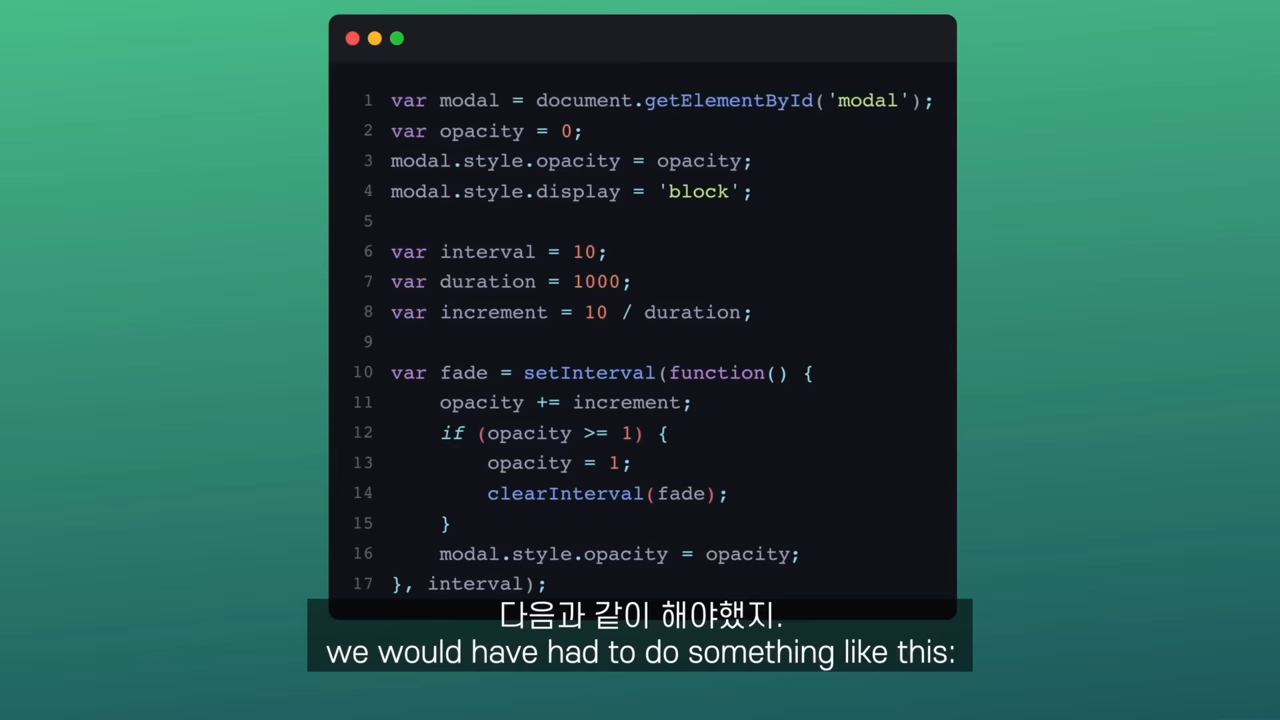 1 var modal = document.getElementById('modal');
2 var opacity = 0;
3 modal.style.opacity = opacity;
4 modal.style.display = 'block';
5
6 var interval = 10;
7 var duration = 1000;
8 var increment = 10 / duration;
9
10 var fade = setInterval(function() {
11     opacity += increment;
12     if (opacity >= 1) {
13         opacity = 1;
14         clearInterval(fade);
15     }
16     modal.style.opacity = opacity;
17 }, interval);
다음과 같이 해야했지.
we would have had to do something like this: